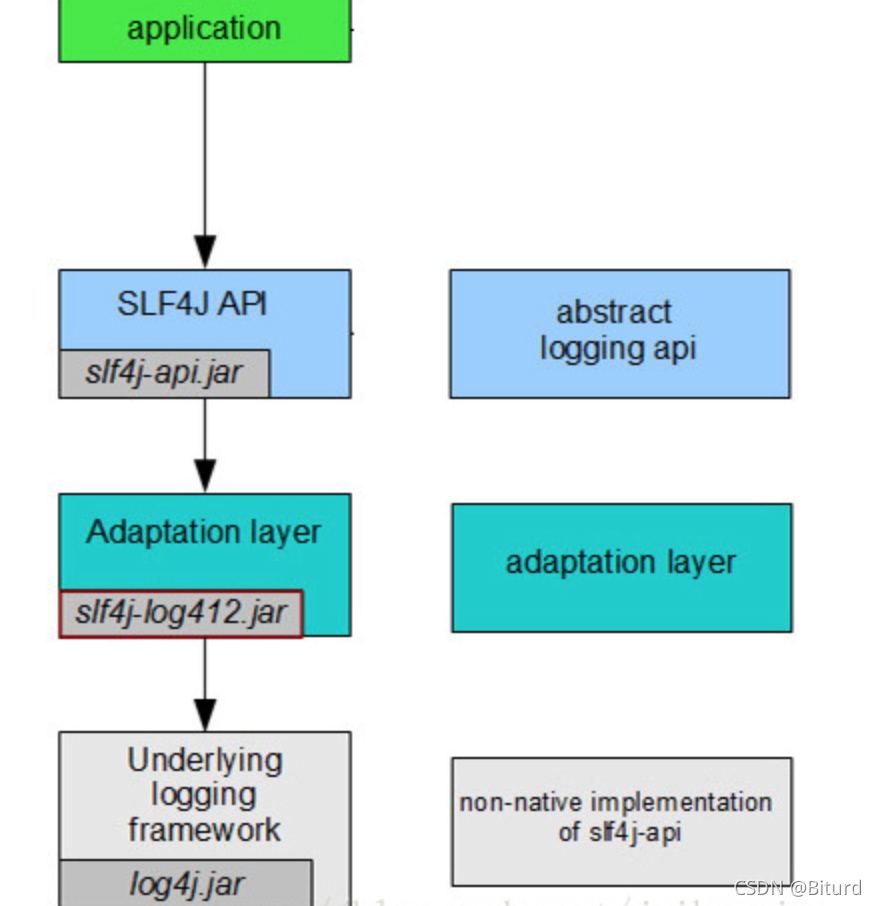 application
SLF4J API
slf4j-api.jar
abstract
logging api
Adaptation layer
slf4j-log412.jar
adaptation layer
Underlying
logging
framework
log4j.jar
non-native implementation
of slf4j-api
CSDN @Biturd